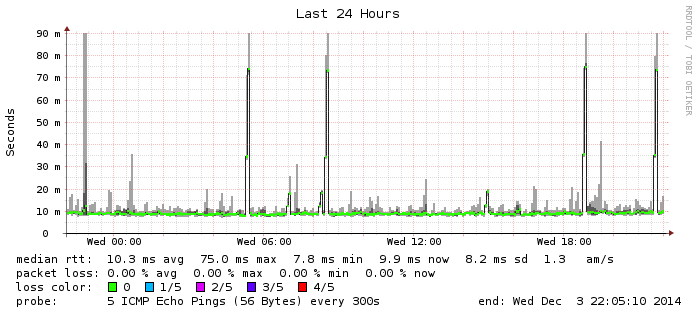 Last 24 Hours
RRDTOOL / TOBI OETIKER
Seconds
90 m
80 m
70 m
60 m
50 m
40 m
30 m
20 m
10 m
0
Wed 00:00 Wed 06:00 Wed 12:00 Wed 18:00
median rtt: 10.3 ms avg 75.0 ms max 7.8 ms min 9.9 ms now 8.2 ms sd 1.3 am/s
packet loss: 0.00 % avg 0.00 % max 0.00 % min 0.00 % now
loss color: 0 1/5 2/5 3/5 4/5
probe: 5 ICMP Echo Pings (56 Bytes) every 300s end: Wed Dec 3 22:05:10 2014